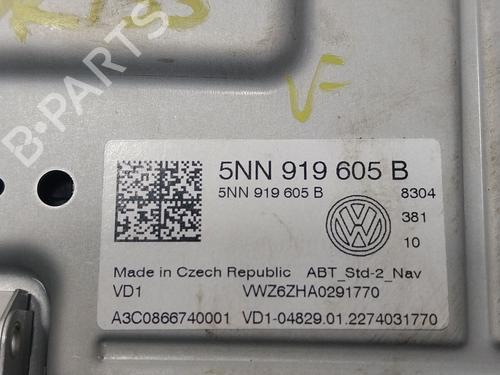 B-PARTS
VF
5NN 919 605 B
5NN 919 605 B
8304
381
10
Made in Czech Republic ABT_Std-2_Nav
VD1 VWZ6ZHA0291770
A3C0866740001 VD1-04829.01.2274031770